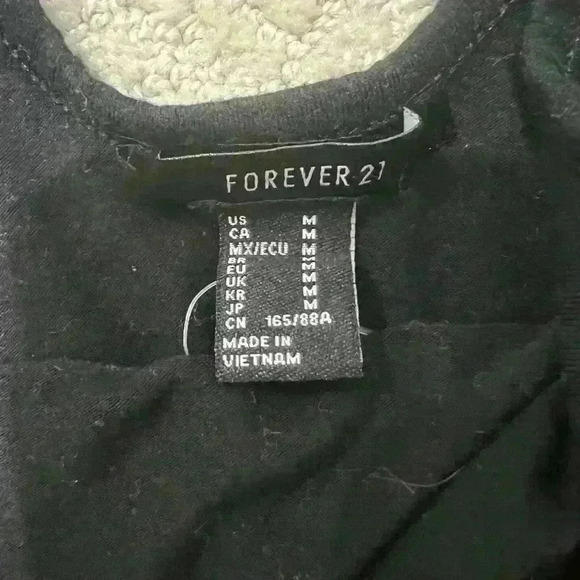 FOREVER 21
US M
CA M
MX/ECU M
BR M
EU M
UK M
KR M
JP M
CN 165/88A
MADE IN
VIETNAM